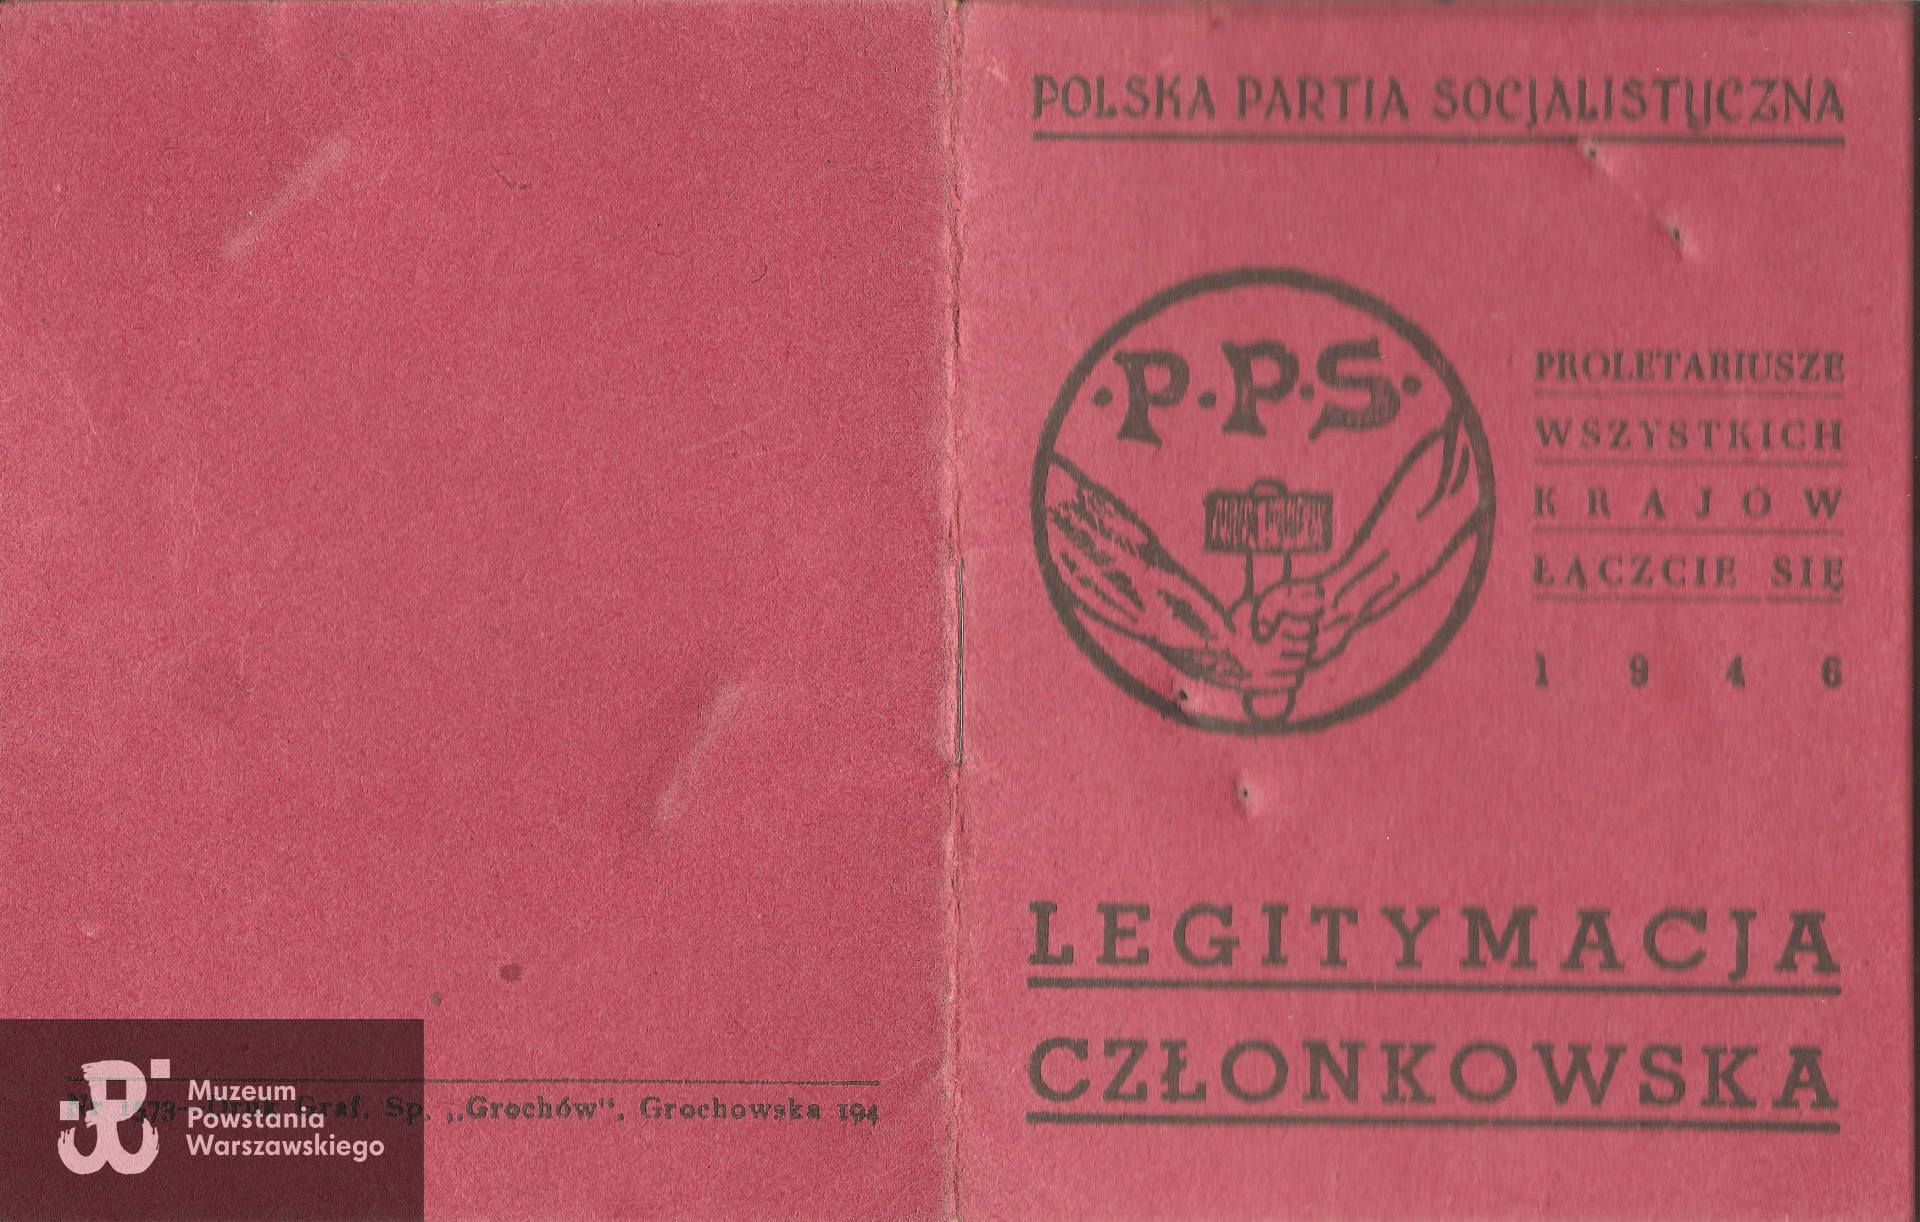 POLSKA PARTIA SOCJALISTYCZNA
·P·P·S·
PROLETARIUSZE
WSZYSTKICH
KRAJÓW
ŁĄCZCIE SIĘ
1946
LEGITYMACJA
CZŁONKOWSKA
Graf. Sp. „Grochów“, Grochowska 194
Muzeum
Powstania
Warszawskiego